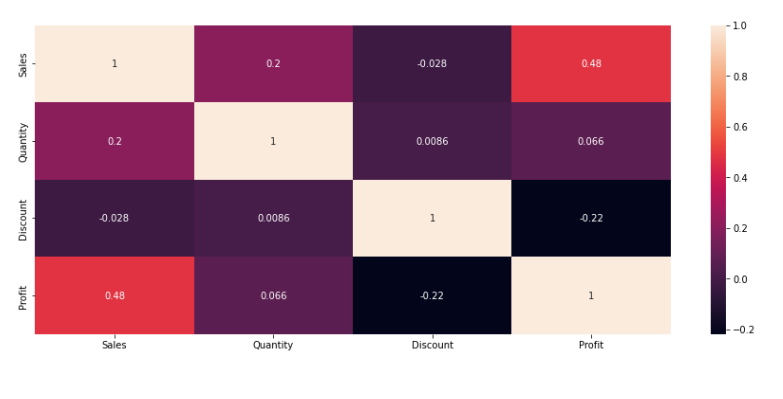 1.0
Sales 1 0.2 -0.028 0.48
0.8
Quantity 0.2 1 0.0086 0.066
0.6
0.4
Discount -0.028 0.0086 1 -0.22
0.2
0.0
Profit 0.48 0.066 -0.22 1
−0.2
Sales Quantity Discount Profit